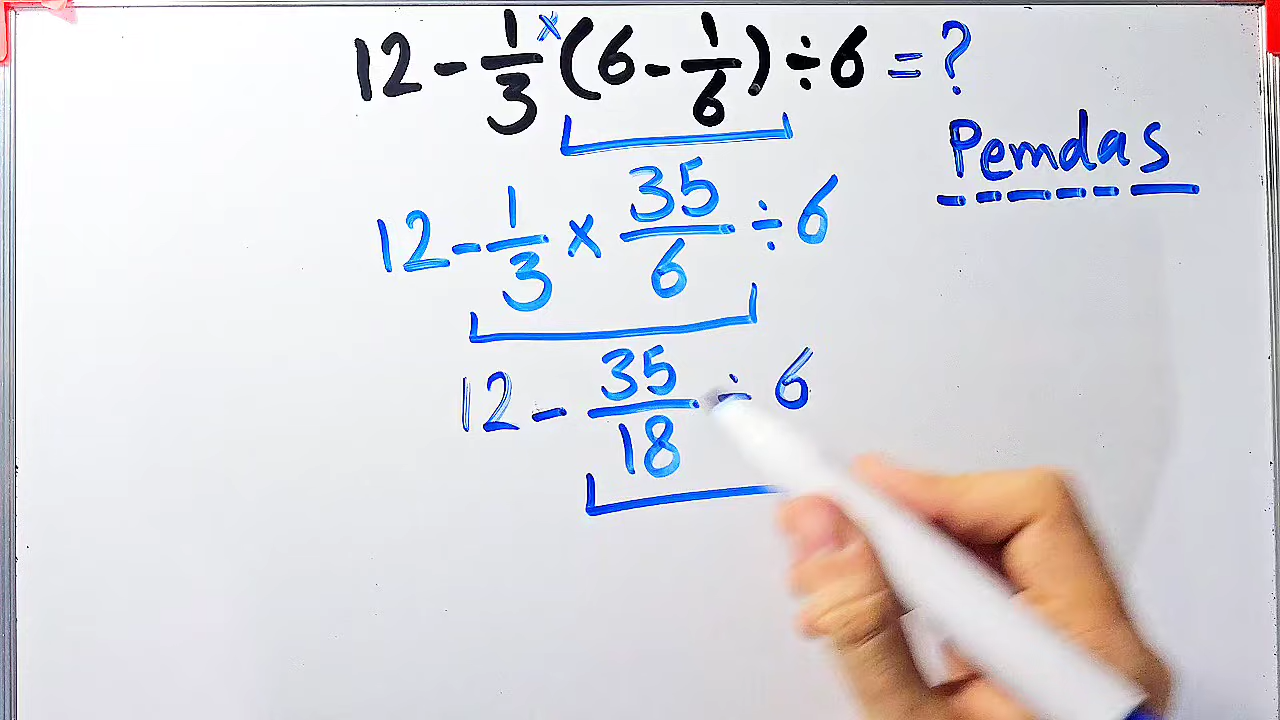 12 - 1/3 × (6 - 1/6) ÷ 6 = ?
Pemdas
12 - 1/3 × 35/6 ÷ 6
12 - 35/18 ÷ 6